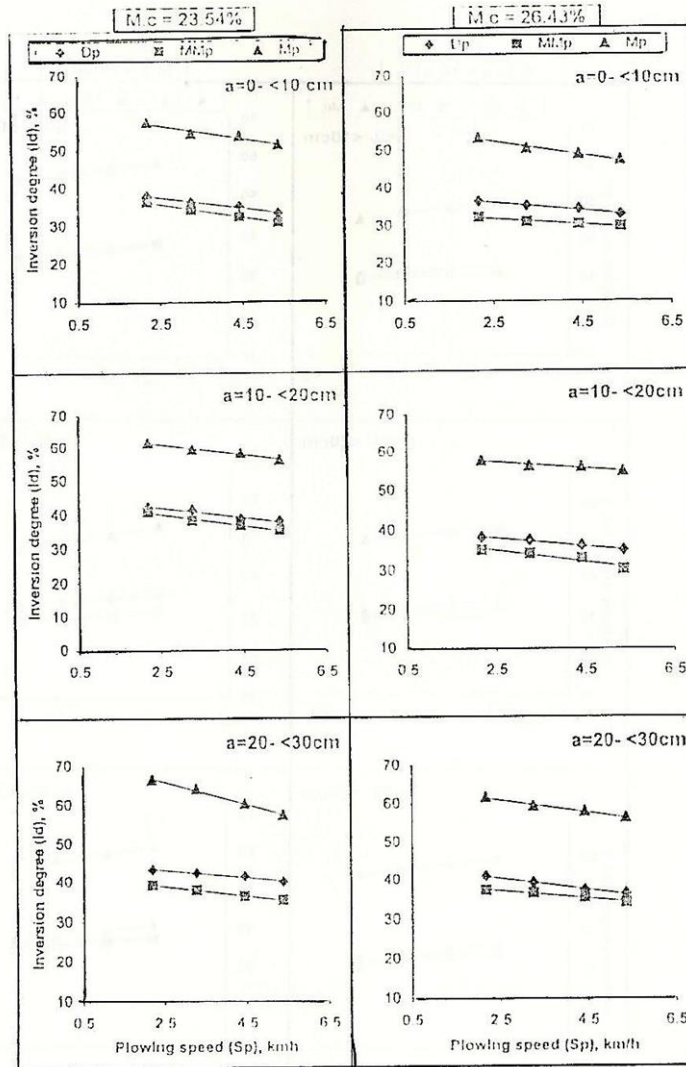 M.c = 23.54%
M.c = 26.43%
Dp MMp Mp
Dp MMp Mp
a=0- <10 cm
70
60
50
40
30
20
10
0.5 2.5 4.5 6.5
Inversion degree (Id), %
a=0- <10cm
70
60
50
40
30
20
10
0.5 2.5 4.5 6.5
a=10- <20cm
70
60
50
40
30
20
10
0
0.5 2.5 4.5 6.5
Inversion degree (Id), %
a=10- <20cm
70
60
50
40
30
20
10
0.5 2.5 4.5 6.5
a=20- <30cm
70
60
50
40
30
20
10
0.5 2.5 4.5 6.5
Inversion degree (Id), %
Plowing speed (Sp), km/h
a=20- <30cm
70
60
50
40
30
20
10
0.5 2.5 4.5 6.5
Plowing speed (Sp), km/h